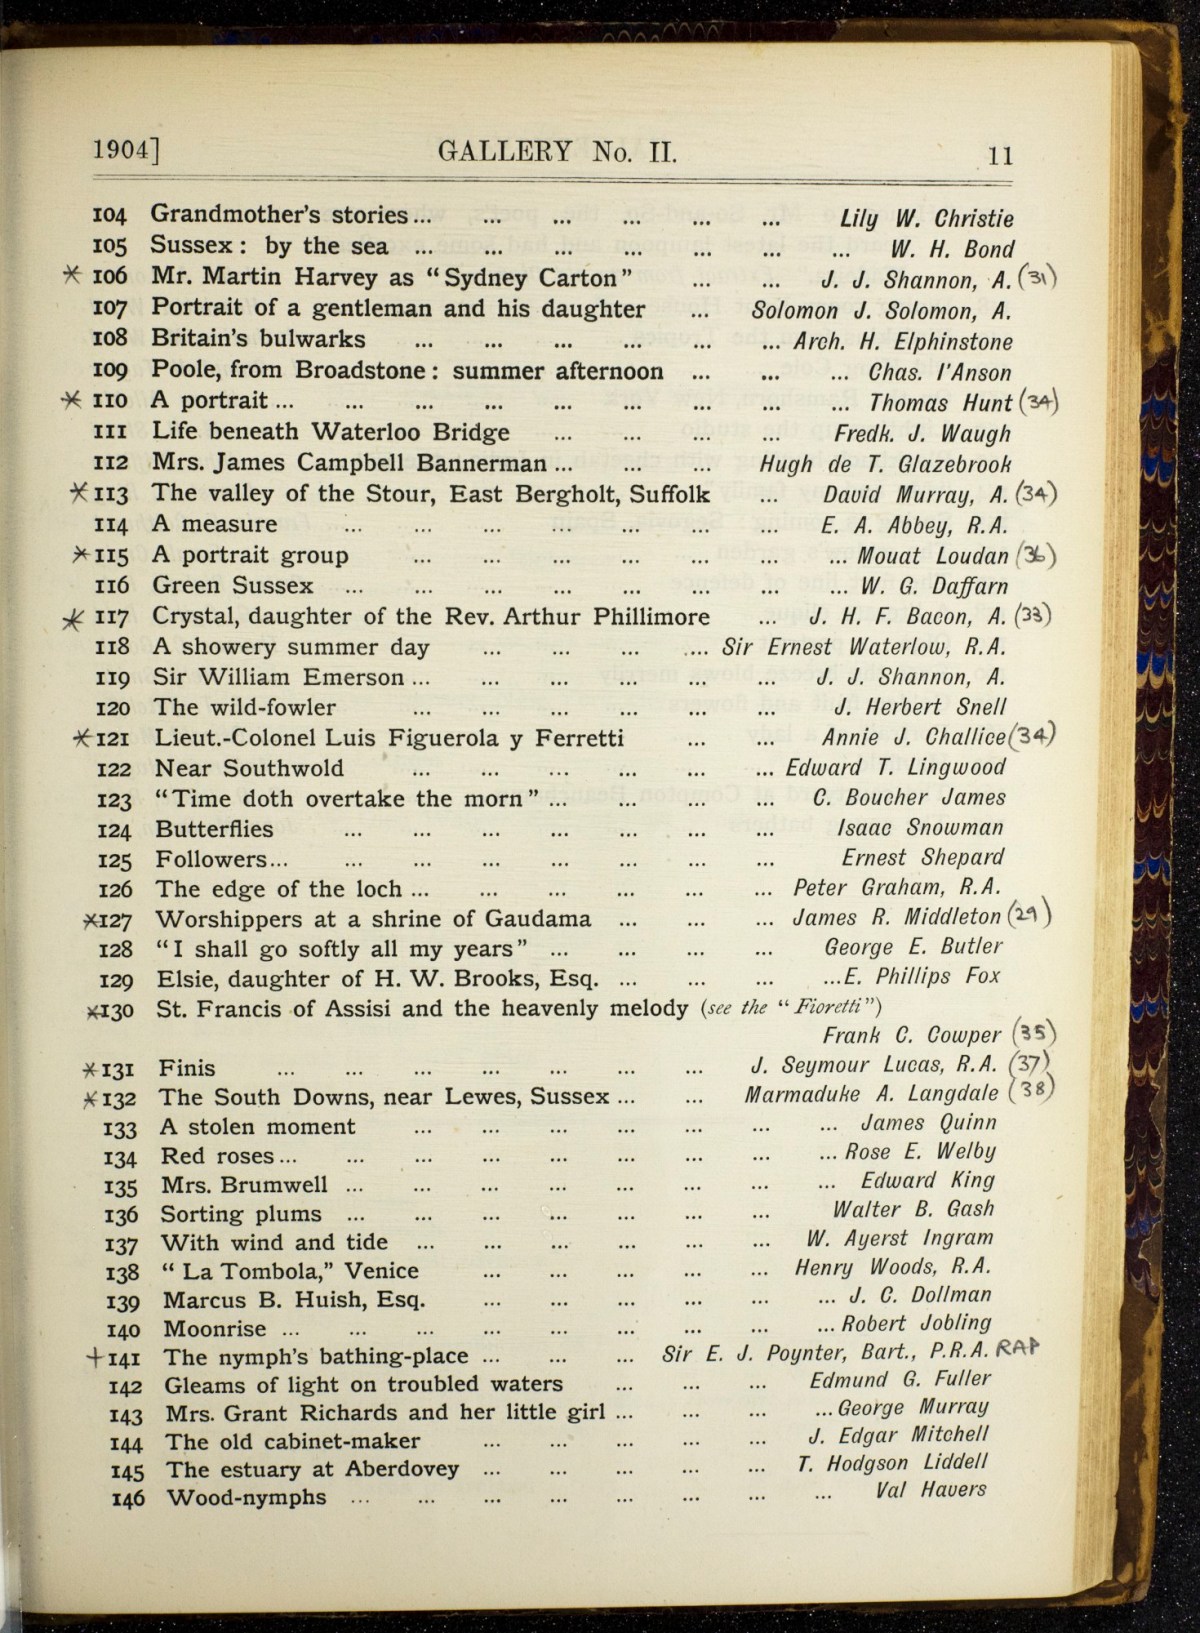 1904] GALLERY No. II. 11
104 Grandmother's stories ... ... ... ... ... ... Lily W. Christie
105 Sussex : by the sea ... ... ... ... ... ... ... W. H. Bond
* 106 Mr. Martin Harvey as "Sydney Carton" ... ... J. J. Shannon, A. (31)
107 Portrait of a gentleman and his daughter ... Solomon J. Solomon, A.
108 Britain's bulwarks ... ... ... ... ... ... Arch. H. Elphinstone
109 Poole, from Broadstone : summer afternoon ... ... ... Chas. I'Anson
* 110 A portrait ... ... ... ... ... ... ... ... ... Thomas Hunt (34)
111 Life beneath Waterloo Bridge ... ... ... ... Fredk. J. Waugh
112 Mrs. James Campbell Bannerman ... ... ... Hugh de T. Glazebrook
* 113 The valley of the Stour, East Bergholt, Suffolk ... David Murray, A. (34)
114 A measure ... ... ... ... ... ... ... E. A. Abbey, R.A.
* 115 A portrait group ... ... ... ... ... ... ... Mouat Loudan (36)
116 Green Sussex ... ... ... ... ... ... ... ... W. G. Daffarn
* 117 Crystal, daughter of the Rev. Arthur Phillimore ... J. H. F. Bacon, A. (33)
118 A showery summer day ... ... ... ... Sir Ernest Waterlow, R.A.
119 Sir William Emerson ... ... ... ... ... ... J. J. Shannon, A.
120 The wild-fowler ... ... ... ... ... ... J. Herbert Snell
* 121 Lieut.-Colonel Luis Figuerola y Ferretti ... ... Annie J. Challice (34)
122 Near Southwold ... ... ... ... ... ... Edward T. Lingwood
123 "Time doth overtake the morn" ... ... ... ... C. Boucher James
124 Butterflies ... ... ... ... ... ... ... Isaac Snowman
125 Followers ... ... ... ... ... ... ... ... Ernest Shepard
126 The edge of the loch ... ... ... ... ... ... Peter Graham, R.A.
* 127 Worshippers at a shrine of Gaudama ... ... ... James R. Middleton (29)
128 "I shall go softly all my years" ... ... ... ... George E. Butler
129 Elsie, daughter of H. W. Brooks, Esq. ... ... ... ... E. Phillips Fox
* 130 St. Francis of Assisi and the heavenly melody (see the "Fioretti")
Frank C. Cowper (35)
* 131 Finis ... ... ... ... ... ... ... J. Seymour Lucas, R.A. (37)
* 132 The South Downs, near Lewes, Sussex ... ... Marmaduke A. Langdale (38)
133 A stolen moment ... ... ... ... ... ... ... James Quinn
134 Red roses ... ... ... ... ... ... ... ... ... Rose E. Welby
135 Mrs. Brumwell ... ... ... ... ... ... ... ... Edward King
136 Sorting plums ... ... ... ... ... ... ... Walter B. Gash
137 With wind and tide ... ... ... ... ... ... W. Ayerst Ingram
138 "La Tombola," Venice ... ... ... ... ... Henry Woods, R.A.
139 Marcus B. Huish, Esq. ... ... ... ... ... ... J. C. Dollman
140 Moonrise ... ... ... ... ... ... ... ... ... Robert Jobling
+ 141 The nymph's bathing-place ... ... ... Sir E. J. Poynter, Bart., P.R.A. RAP
142 Gleams of light on troubled waters ... ... ... Edmund G. Fuller
143 Mrs. Grant Richards and her little girl ... ... ... ... George Murray
144 The old cabinet-maker ... ... ... ... ... J. Edgar Mitchell
145 The estuary at Aberdovey ... ... ... ... ... T. Hodgson Liddell
146 Wood-nymphs ... ... ... ... ... ... ... ... Val Havers